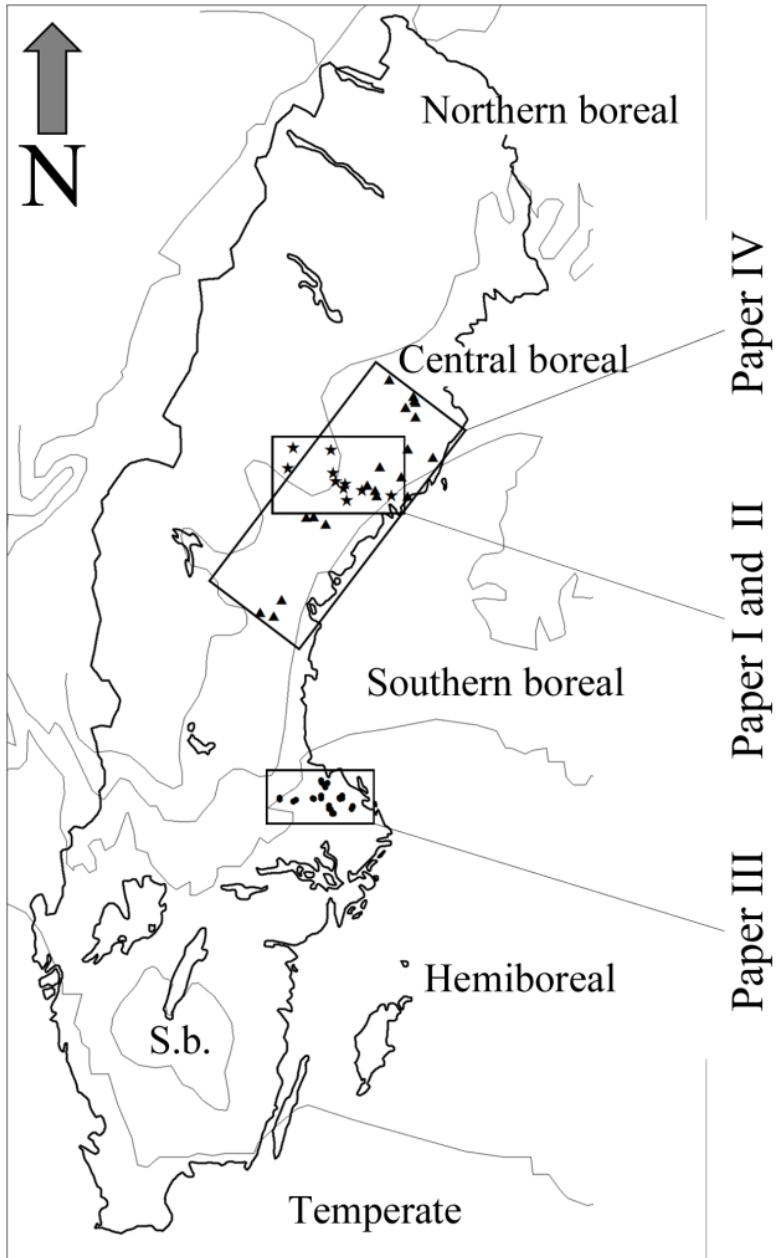 N
Northern boreal
Central boreal
Southern boreal
Hemiboreal
S.b.
Temperate
Paper IV
Paper I and II
Paper III